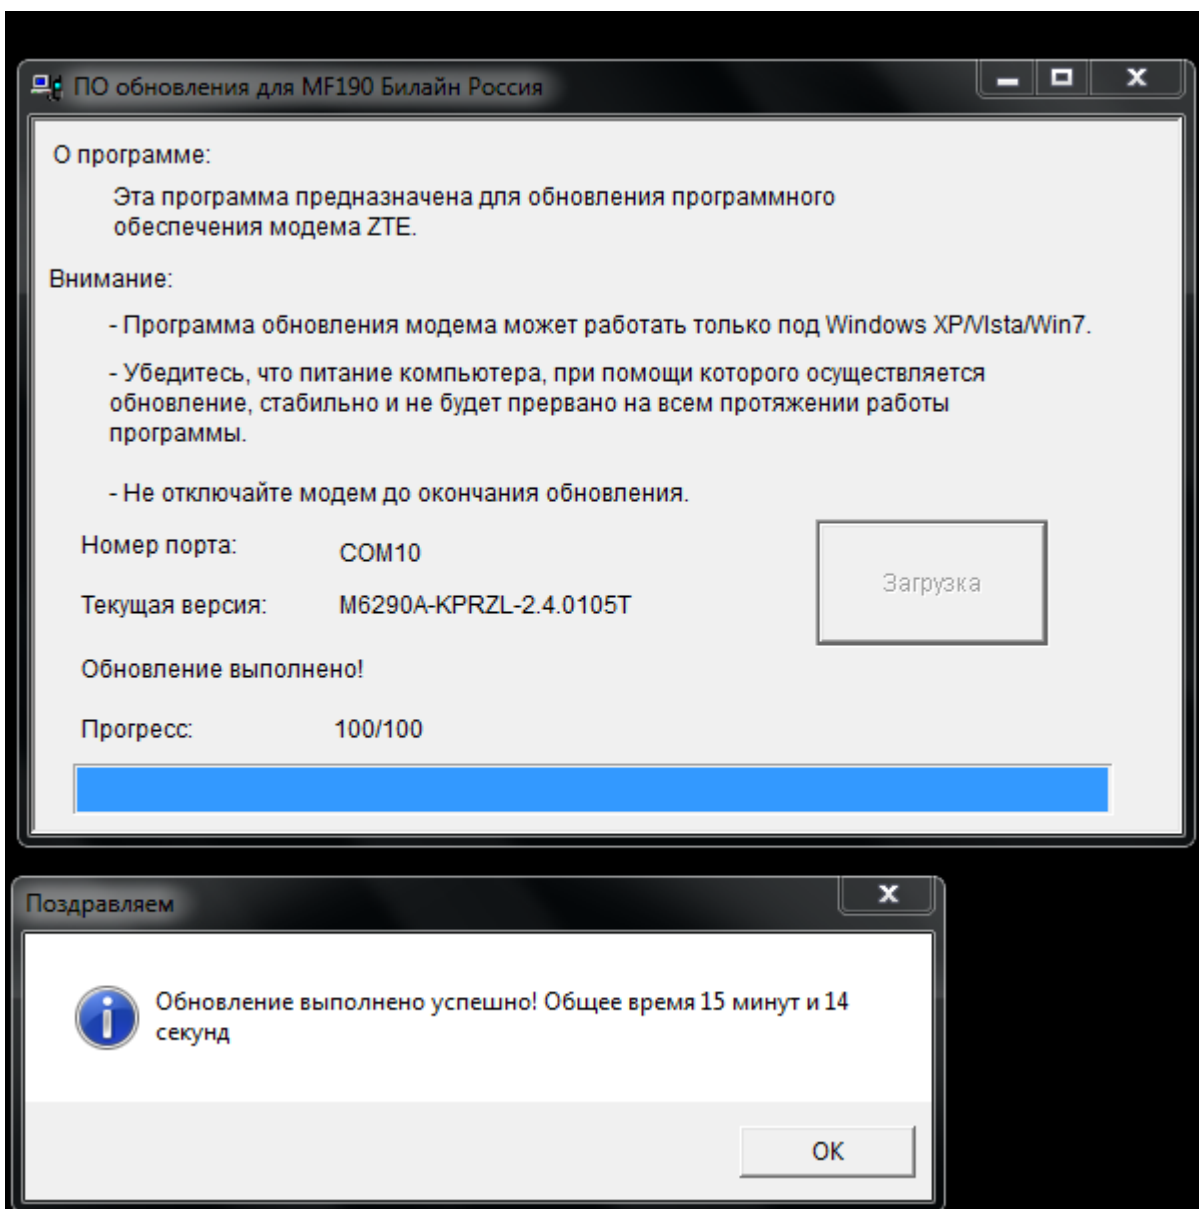 ПО обновления для MF190 Билайн Россия
О программе:
Эта программа предназначена для обновления программного
обеспечения модема ZTE.
Внимание:
- Программа обновления модема может работать только под Windows XP/VIsta/Win7.
- Убедитесь, что питание компьютера, при помощи которого осуществляется
обновление, стабильно и не будет прервано на всем протяжении работы
программы.
- Не отключайте модем до окончания обновления.
Номер порта: COM10
Загрузка
Текущая версия: M6290A-KPRZL-2.4.0105T
Обновление выполнено!
Прогресс: 100/100
Поздравляем
Обновление выполнено успешно! Общее время 15 минут и 14
секунд
OK